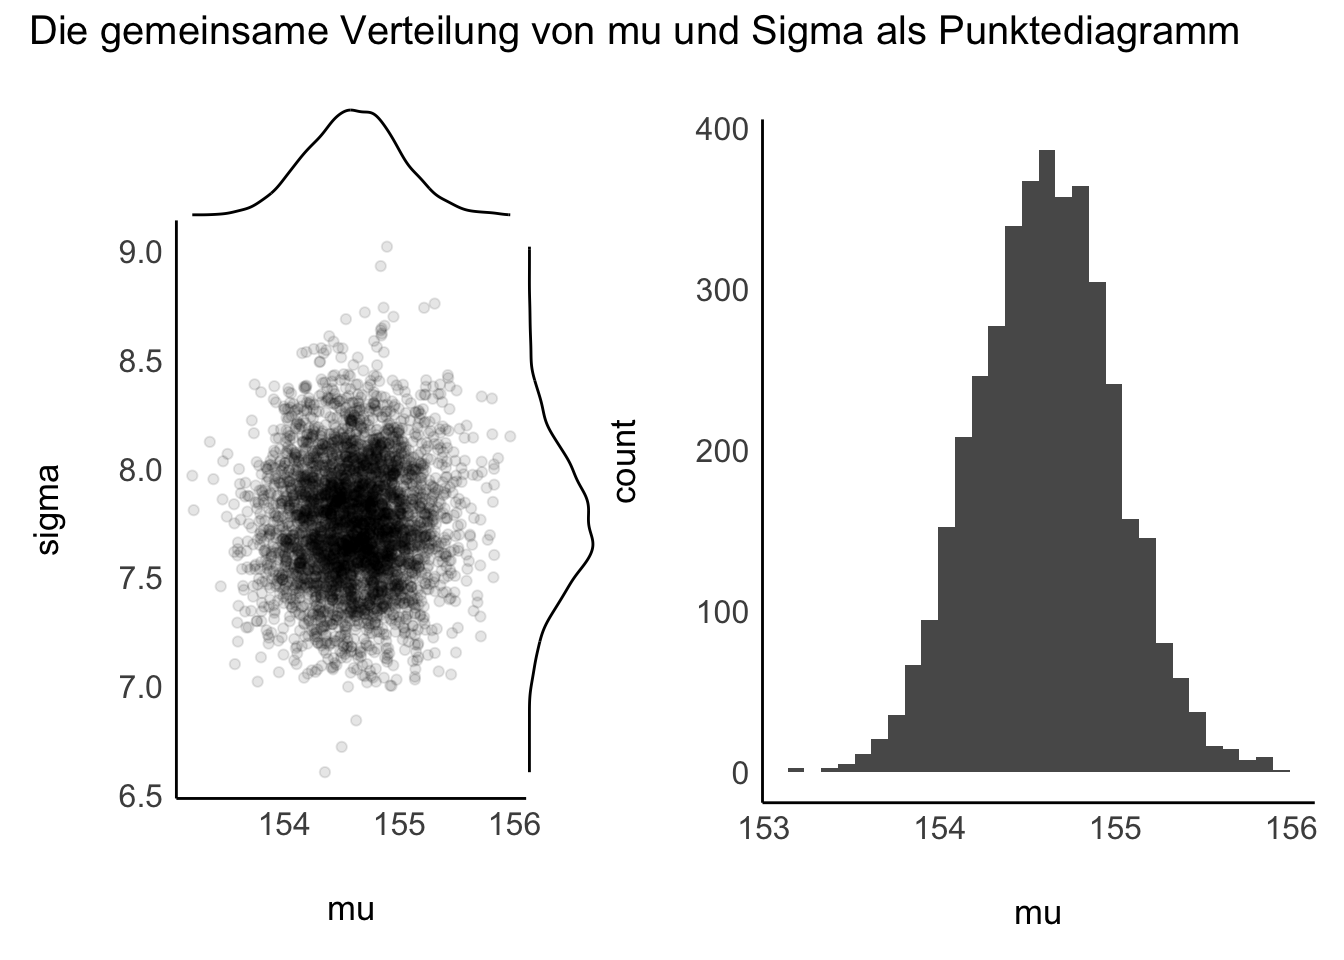 Die gemeinsame Verteilung von mu und Sigma als Punktediagramm
9.0
8.5
8.0
7.5
7.0
6.5
sigma
154 155 156
mu
400
300
200
100
0
count
153 154 155 156
mu